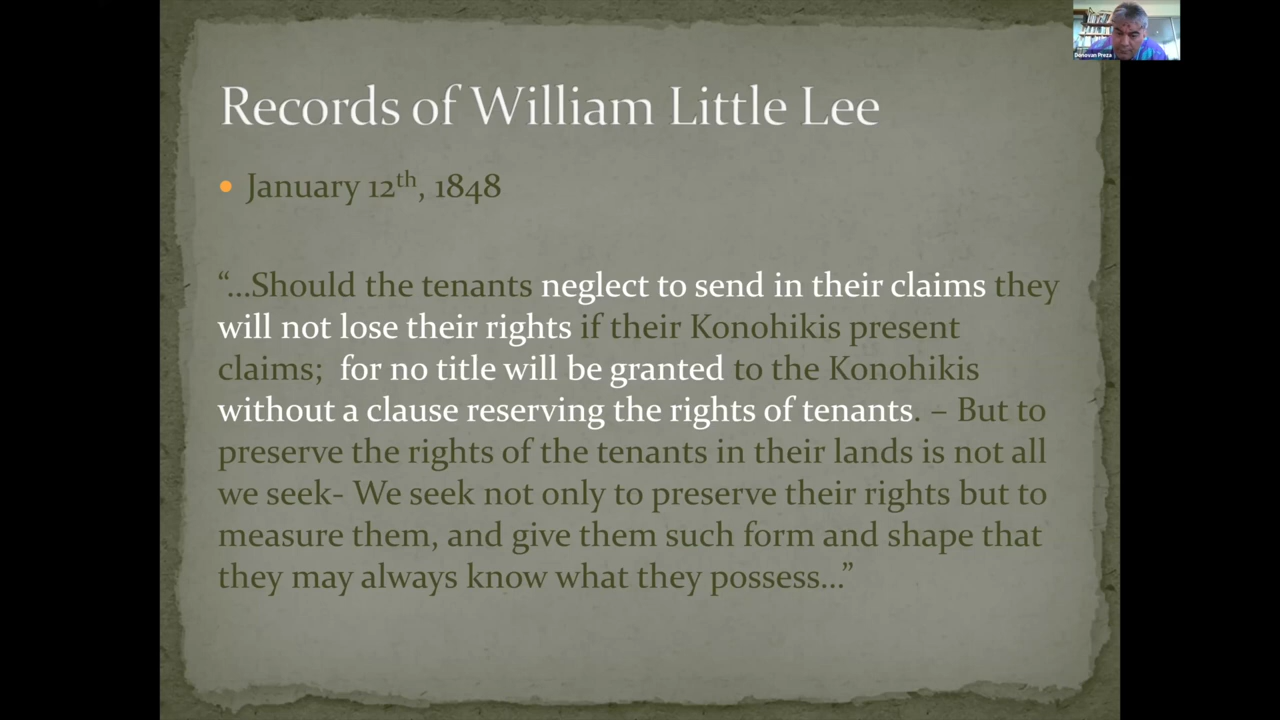 Donovan Preza
Records of William Little Lee
• January 12th, 1848
“…Should the tenants neglect to send in their claims they
will not lose their rights if their Konohikis present
claims;  for no title will be granted to the Konohikis
without a clause reserving the rights of tenants. – But to
preserve the rights of the tenants in their lands is not all
we seek- We seek not only to preserve their rights but to
measure them, and give them such form and shape that
they may always know what they possess…”